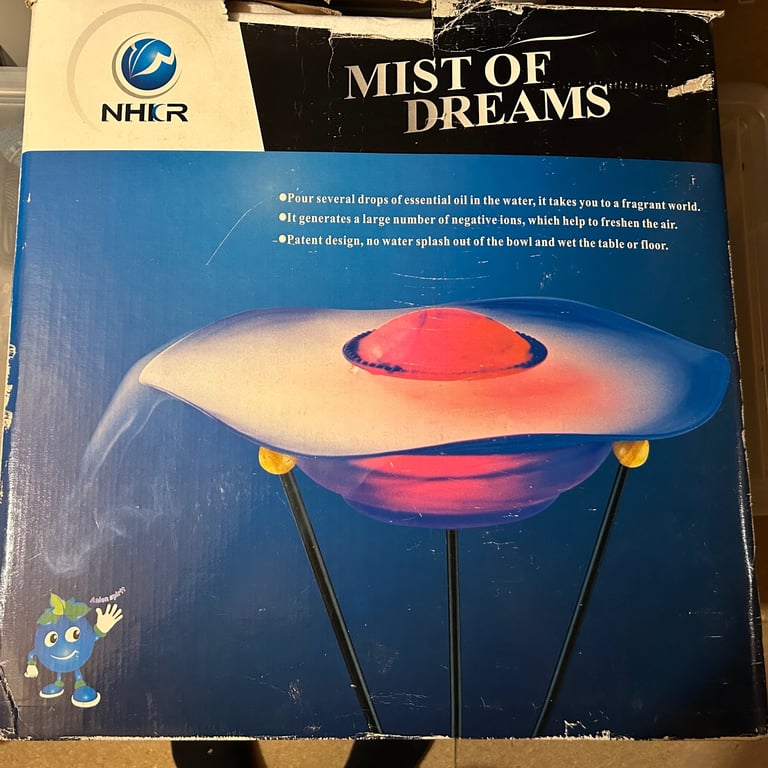 NHKR
MIST OF
DREAMS
●Pour several drops of essential oil in the water, it takes you to a fragrant world.
●It generates a large number of negative-ions, which help to freshen the air.
●Patent design, no water splash out of the bowl and wet the table or floor.